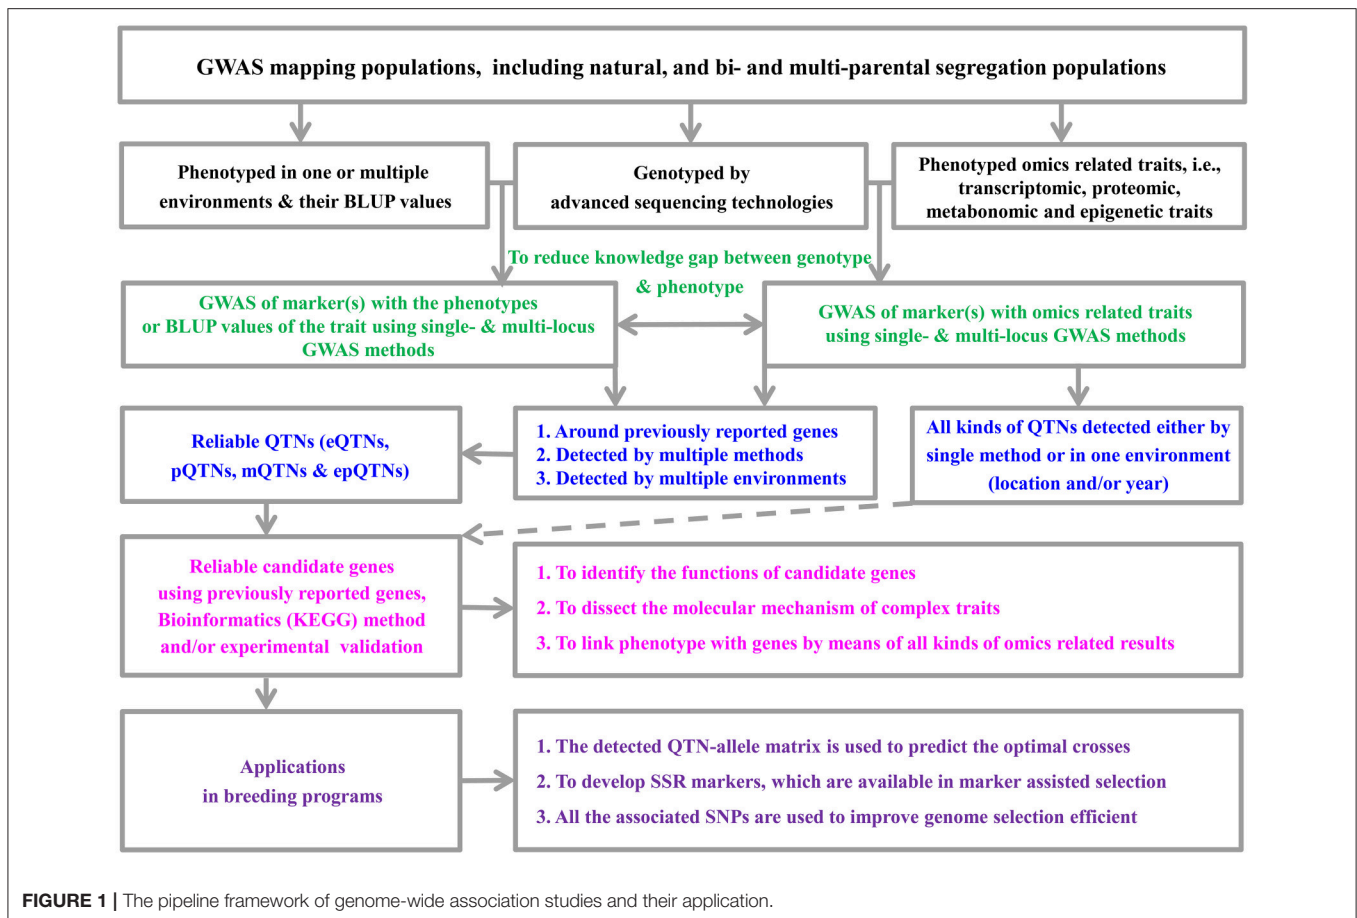 GWAS mapping populations, including natural, and bi- and multi-parental segregation populations
Phenotyped in one or multiple
environments & their BLUP values
Genotyped by
advanced sequencing technologies
Phenotyped omics related traits, i.e.,
transcriptomic, proteomic,
metabonomic and epigenetic traits
To reduce knowledge gap between genotype
& phenotype
GWAS of marker(s) with the phenotypes
or BLUP values of the trait using single- & multi-locus
GWAS methods
GWAS of marker(s) with omics related traits
using single- & multi-locus GWAS methods
Reliable QTNs (eQTNs,
pQTNs, mQTNs & epQTNs)
1. Around previously reported genes
2. Detected by multiple methods
3. Detected by multiple environments
All kinds of QTNs detected either by
single method or in one environment
(location and/or year)
Reliable candidate genes
using previously reported genes,
Bioinformatics (KEGG) method
and/or experimental validation
1. To identify the functions of candidate genes
2. To dissect the molecular mechanism of complex traits
3. To link phenotype with genes by means of all kinds of omics related results
Applications
in breeding programs
1. The detected QTN-allele matrix is used to predict the optimal crosses
2. To develop SSR markers, which are available in marker assisted selection
3. All the associated SNPs are used to improve genome selection efficient
FIGURE 1 | The pipeline framework of genome-wide association studies and their application.